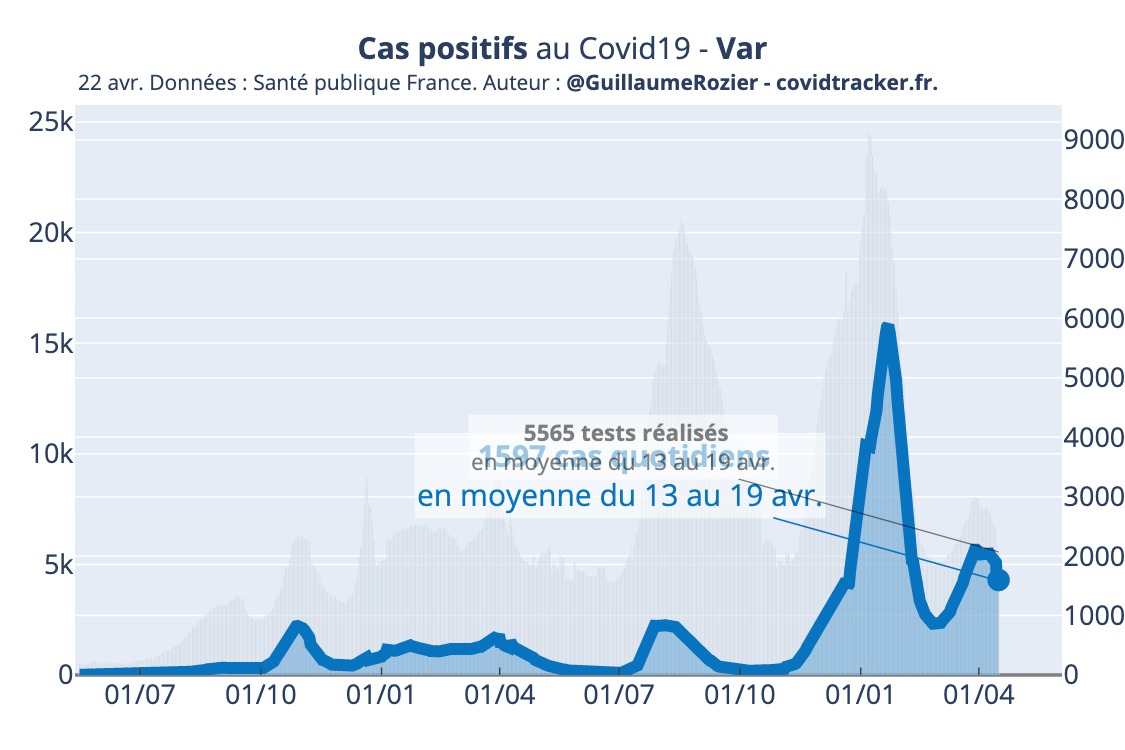 Cas positifs au Covid19 - Var
22 avr. Données : Santé publique France. Auteur : @GuillaumeRozier - covidtracker.fr.
25k
20k
15k
10k
5k
0
9000
8000
7000
6000
5000
4000
3000
2000
1000
0
5565 tests réalisés
en moyenne du 13 au 19 avr.
1597 cas quotidiens
en moyenne du 13 au 19 avr.
01/07 01/10 01/01 01/04 01/07 01/10 01/01 01/04